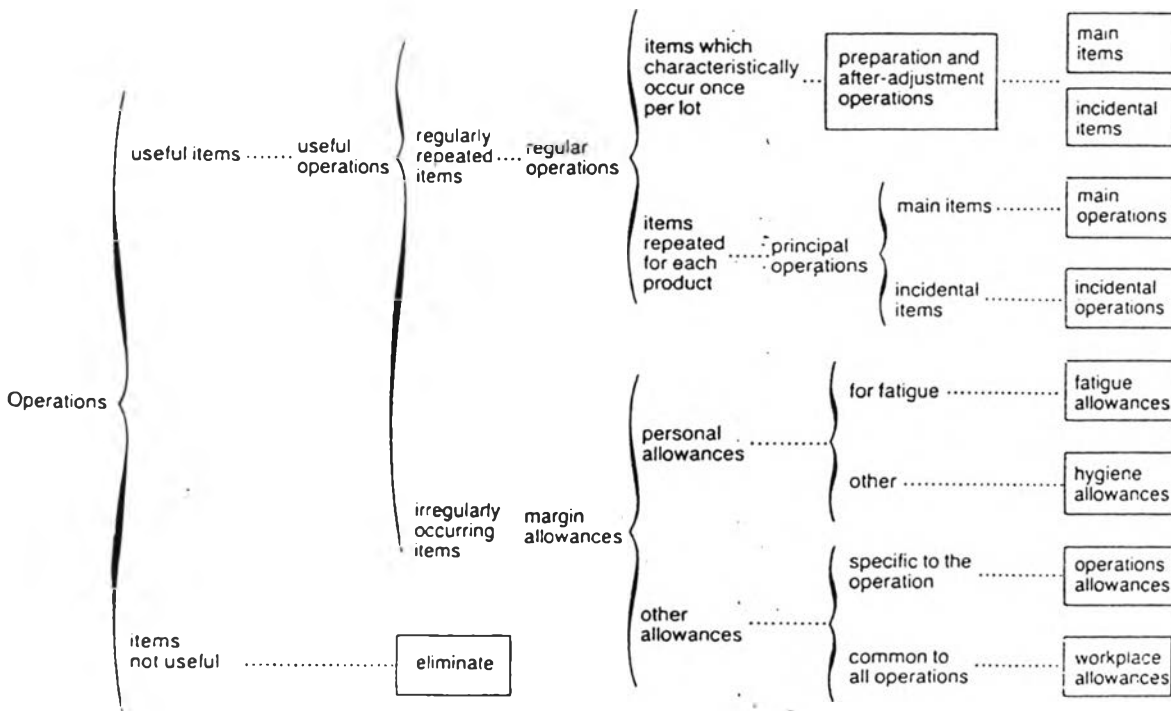 Operations
useful items
useful
operations
regularly
repeated
items
regular
operations
items which
characteristically
occur once
per lot
preparation and
after-adjustment
operations
main
items
incidental
items
items
repeated
for each
product
principal
operations
main items
main
operations
incidental
items
incidental
operations
irregularly
occurring
items
margin
allowances
personal
allowances
for fatigue
fatigue
allowances
other
hygiene
allowances
other
allowances
specific to the
operation
operations
allowances
common to
all operations
workplace
allowances
items
not useful
eliminate